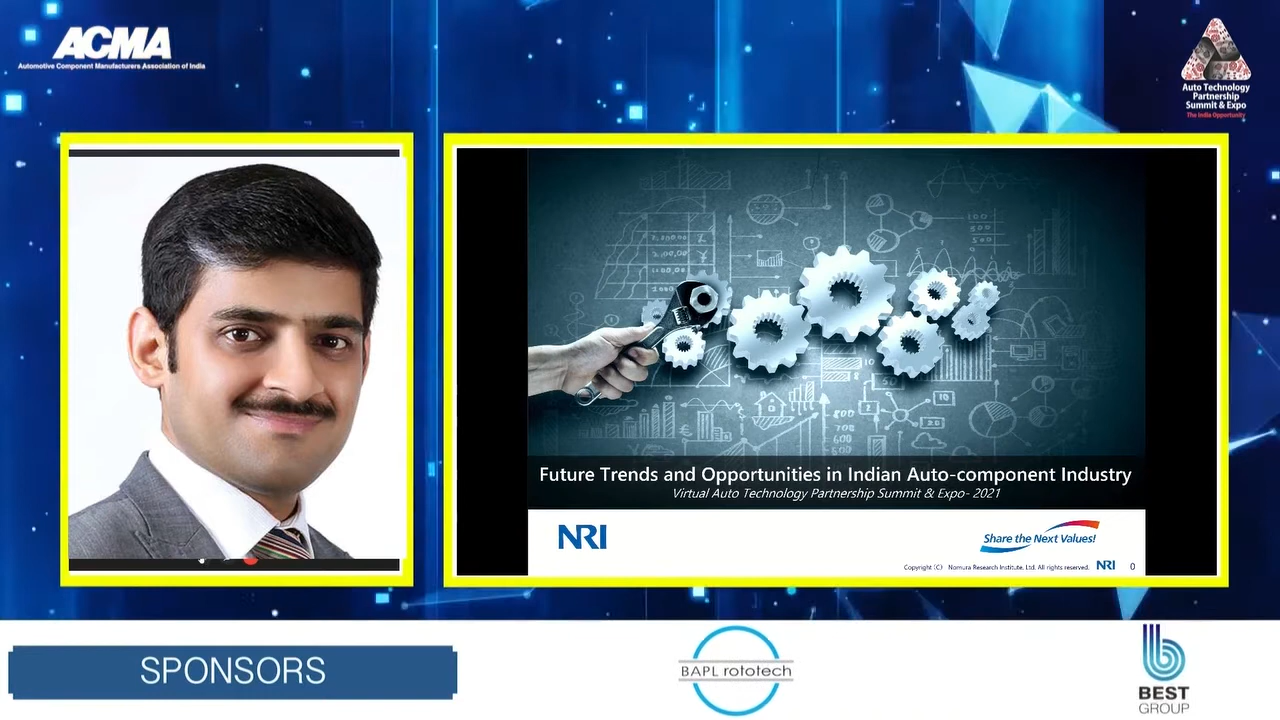 ACMA
Automotive Component Manufacturers Association of India
Auto Technology
Partnership
Summit & Expo
The India Opportunity
Future Trends and Opportunities in Indian Auto-component Industry
Virtual Auto Technology Partnership Summit & Expo- 2021
NRI
Share the Next Values!
Copyright (C) Nomura Research Institute, Ltd. All rights reserved.
NRI
0
SPONSORS
BAPL rototech
BEST
GROUP